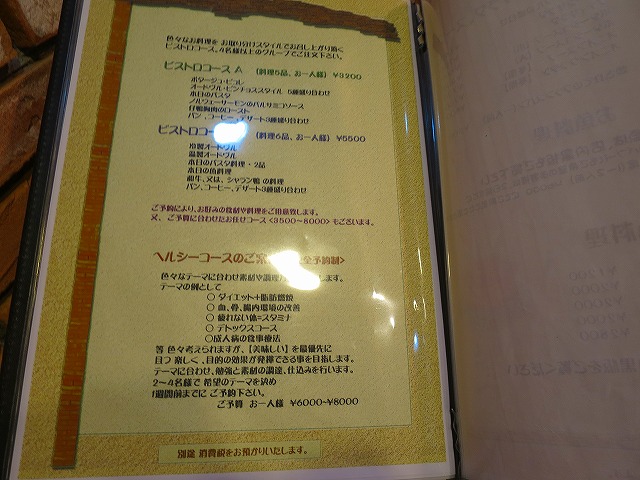 色々なお料理を お取り分けスタイルでお召し上がり頂く
ビストロコース。4名様以上のグループでご注文下さい。
ビストロコース A (料理5品、お一人様) ¥3200
ポタージュ・ピュレ
オードヴル・ピンチョススタイル 5種盛り合わせ
本日のパスタ
ノルウェーサーモンのバルサミコソース
仔鴨胸肉のロースト
パン、コーヒー、デザート3種盛り合わせ
ビストロコー (料理6品、お一人様) ¥5500
冷製オードヴル
温製オードヴル
本日のパスタ料理・2品
本日の魚料理
和牛、又は、シャラン鴨 の料理
パン、コーヒー、デザート3種盛り合わせ
ご予約により、お好みの食材や料理をご用意致します。
又、ご予算に合わせたお任せコース <3500~8000> もございます。
ヘルシーコースのご案 全予約制>
色々なテーマに合わせ素材や調理 します。
テーマの例として
○ ダイエット+脂肪燃焼
○ 血、骨、腸内環境の改善
○ 疲れない体=スタミナ
○ デトックスコース
○成人病の食事療法
等 色々考えられますが、【美味しい】を最優先に
且つ 楽しく、目的の効果が発揮できる事を目指します。
テーマに合わせ、勉強と素材の調達、仕込みを行います。
2~4名様で 希望のテーマを決め
1週間前までに ご予約下さい。
ご予算 お一人様 ¥6000~¥8000
別途 消費税をお預かりいたします。